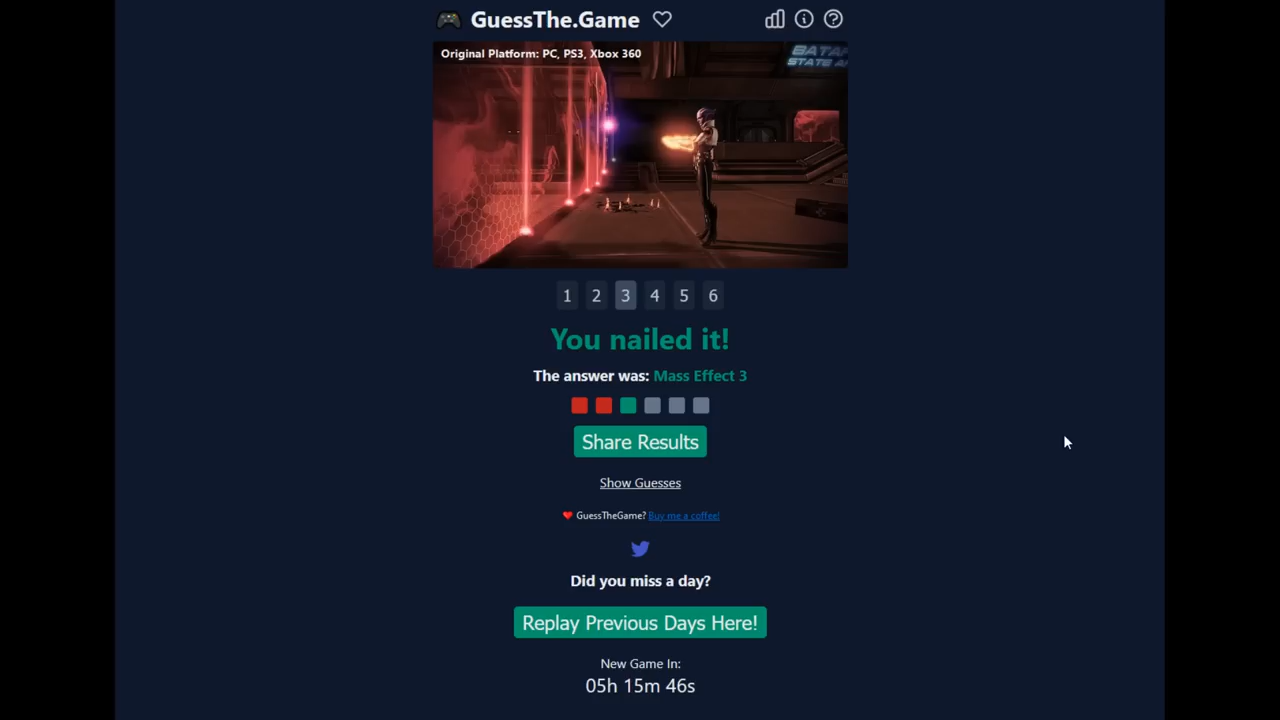 GuessThe.Game
Original Platform: PC, PS3, Xbox 360
STATE
1 2 3 4 5 6
You nailed it!
The answer was: Mass Effect 3
Share Results
Show Guesses
GuessTheGame? Buy me a coffee!
Did you miss a day?
Replay Previous Days Here!
New Game In:
05h 15m 46s